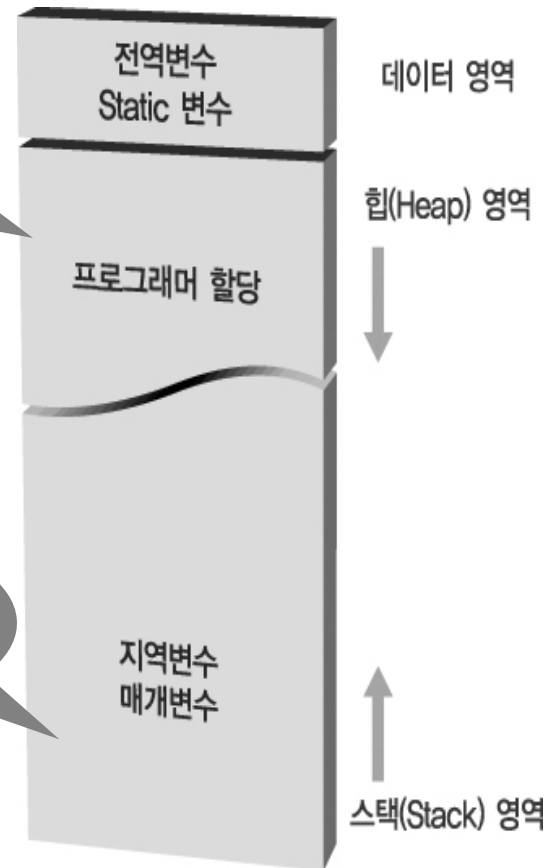 전역변수
Static 변수
데이터 영역
힙(Heap) 영역
프로그래머 할당
지역변수
매개변수
스택(Stack) 영역